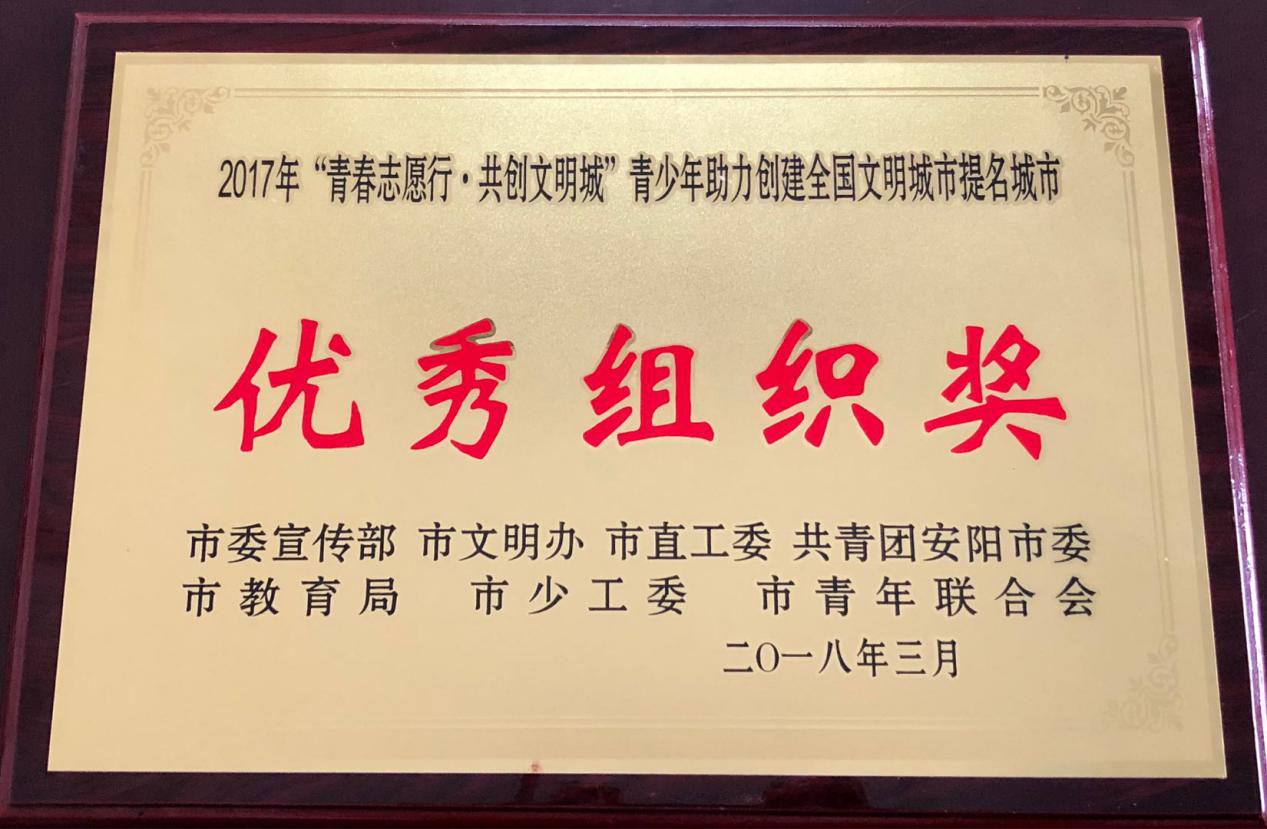 2017年“青春志愿行·共创文明城”青少年助力创建全国文明城市提名城市
优秀组织奖
市委宣传部 市文明办 市直工委 共青团安阳市委
市教育局 市少工委 市青年联合会
二〇一八年三月